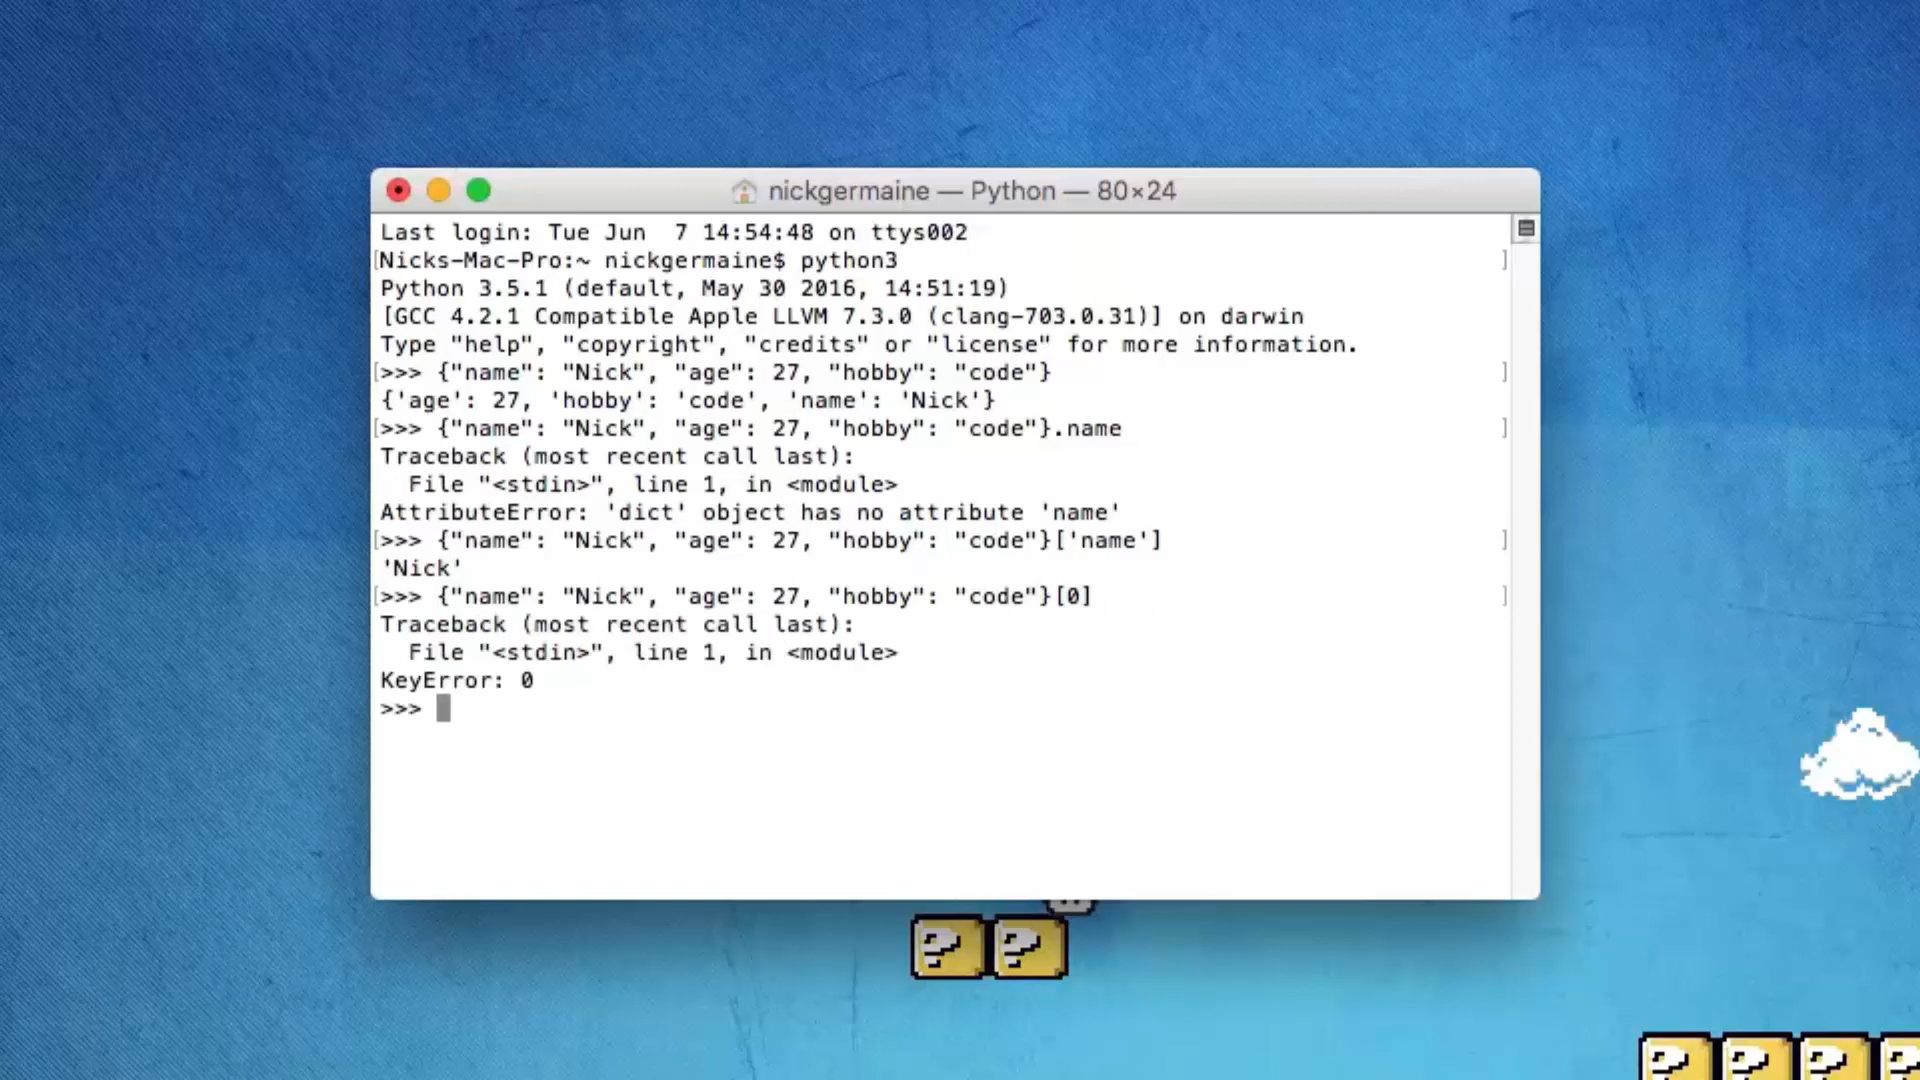 nickgermaine — Python — 80×24
Last login: Tue Jun  7 14:54:48 on ttys002
[Nicks-Mac-Pro:~ nickgermaine$ python3 ]
Python 3.5.1 (default, May 30 2016, 14:51:19)
[GCC 4.2.1 Compatible Apple LLVM 7.3.0 (clang-703.0.31)] on darwin
Type "help", "copyright", "credits" or "license" for more information.
[>>> {"name": "Nick", "age": 27, "hobby": "code"} ]
{'age': 27, 'hobby': 'code', 'name': 'Nick'}
[>>> {"name": "Nick", "age": 27, "hobby": "code"}.name ]
Traceback (most recent call last):
  File "<stdin>", line 1, in <module>
AttributeError: 'dict' object has no attribute 'name'
[>>> {"name": "Nick", "age": 27, "hobby": "code"}['name'] ]
'Nick'
[>>> {"name": "Nick", "age": 27, "hobby": "code"}[0] ]
Traceback (most recent call last):
  File "<stdin>", line 1, in <module>
KeyError: 0
>>>
? ?
? ? ? ?